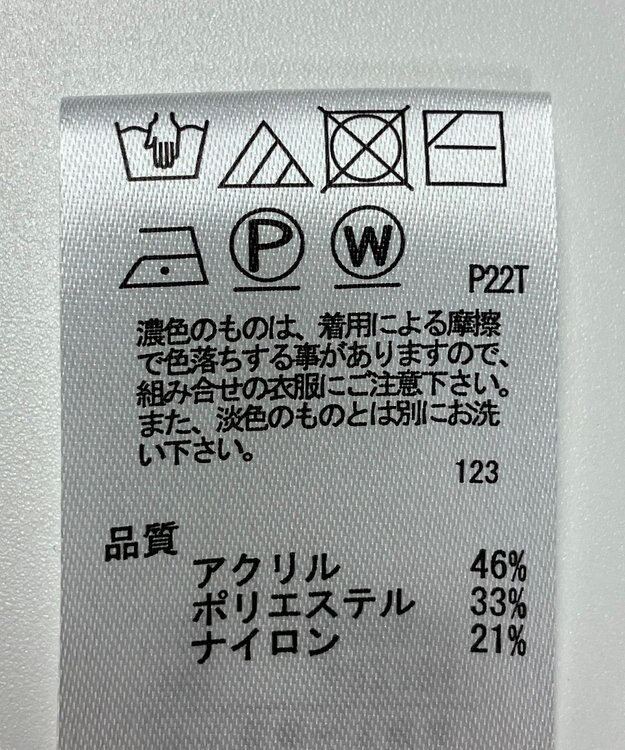 P W P22T
濃色のものは、着用による摩擦
で色落ちする事がありますので、
組み合せの衣服にご注意下さい。
また、淡色のものとは別にお洗
い下さい。
123
品質
アクリル 46%
ポリエステル 33%
ナイロン 21%